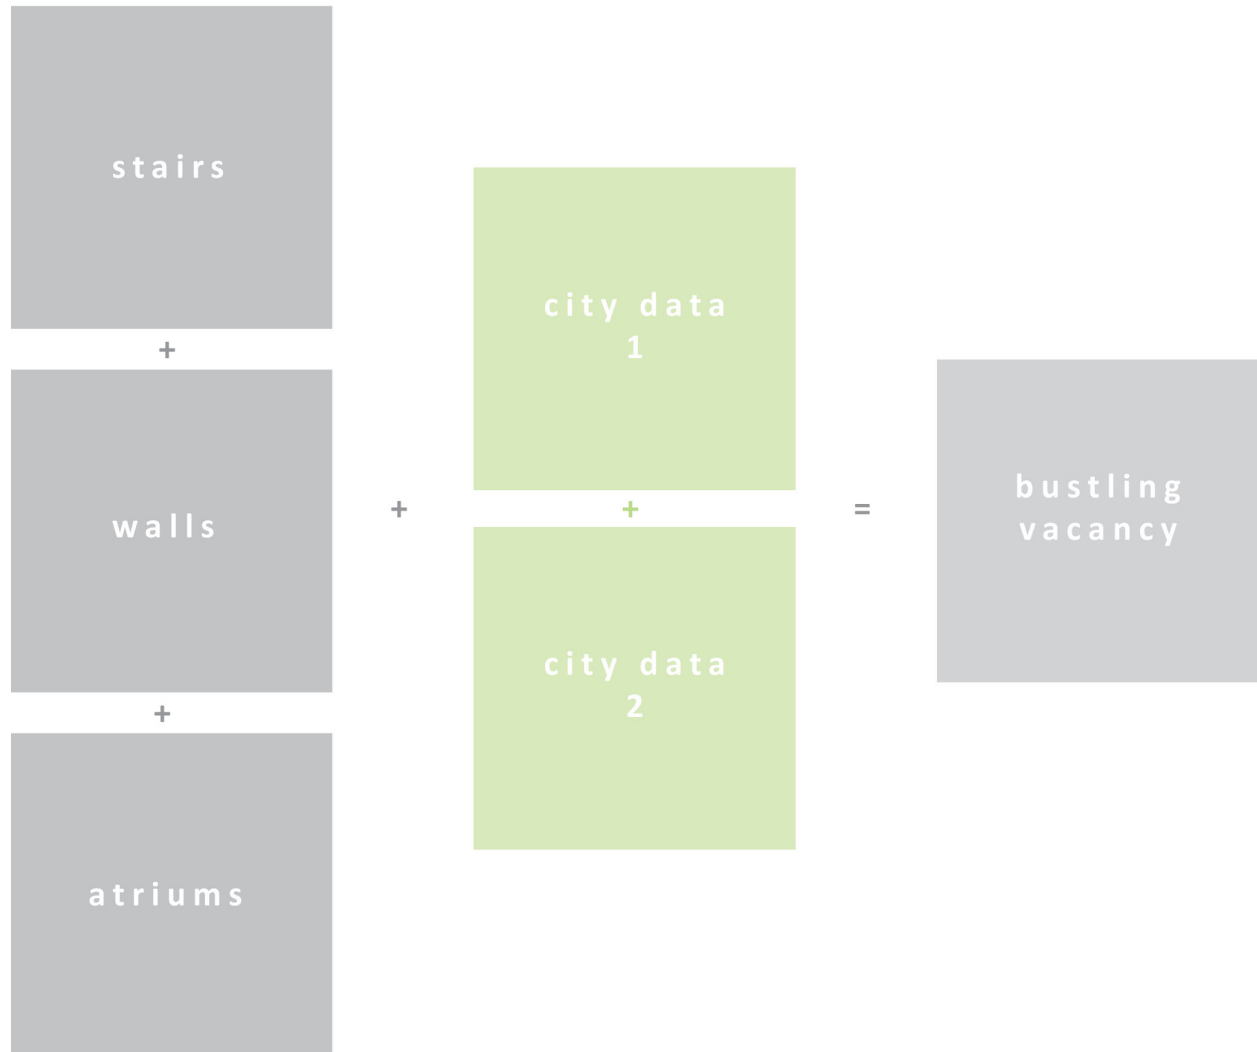 stairs
+
walls
+
atriums
+
city data
1
+
city data
2
=
bustling
vacancy